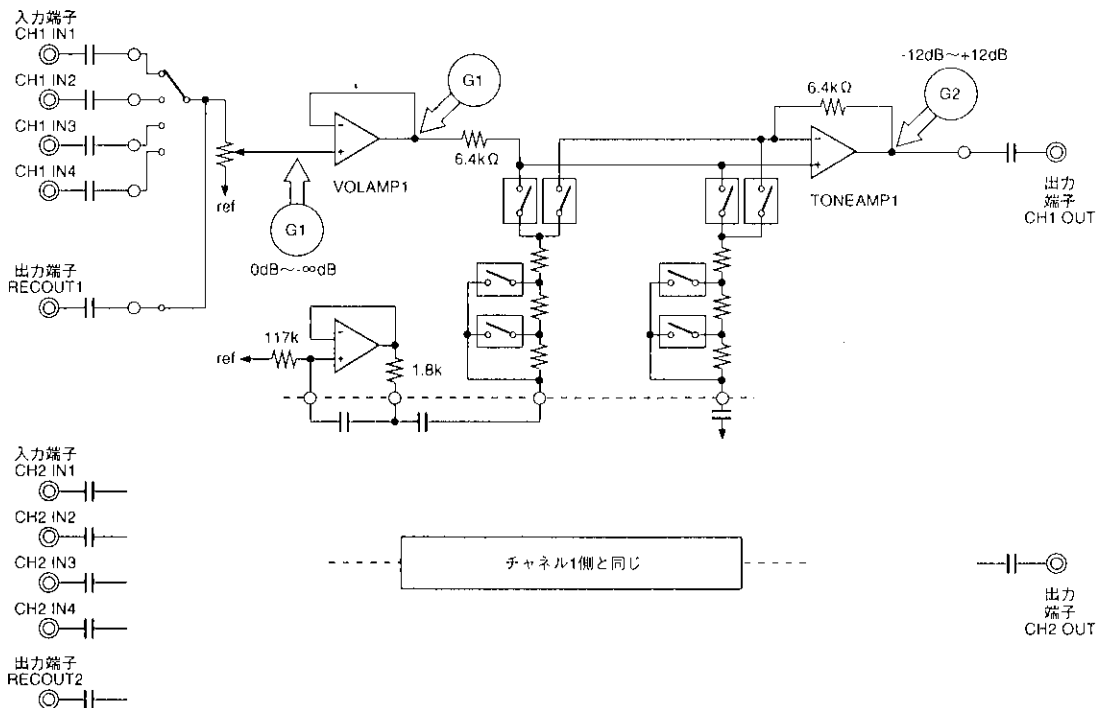 入力端子
CH1 IN1
CH1 IN2
CH1 IN3
CH1 IN4
ref
G1
0dB～-∞dB
出力端子
RECOUT1
VOLAMP1
G1
6.4kΩ
-12dB～+12dB
6.4kΩ
G2
TONEAMP1
出力
端子
CH1 OUT
ref
117k
1.8k
入力端子
CH2 IN1
CH2 IN2
CH2 IN3
CH2 IN4
チャネル1側と同じ
出力
端子
CH2 OUT
出力端子
RECOUT2